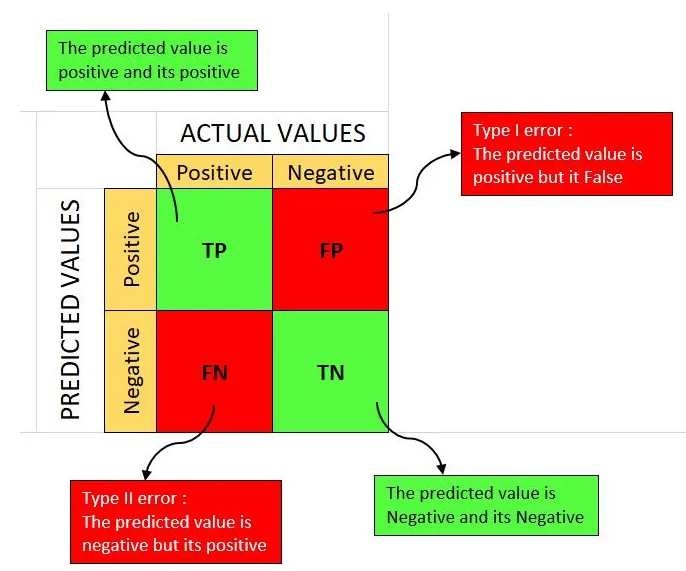 The predicted value is
positive and its positive
ACTUAL VALUES
Positive Negative
Type I error :
The predicted value is
positive but it False
PREDICTED VALUES
Positive
TP FP
Negative
FN TN
Type II error :
The predicted value is
negative but its positive
The predicted value is
Negative and its Negative